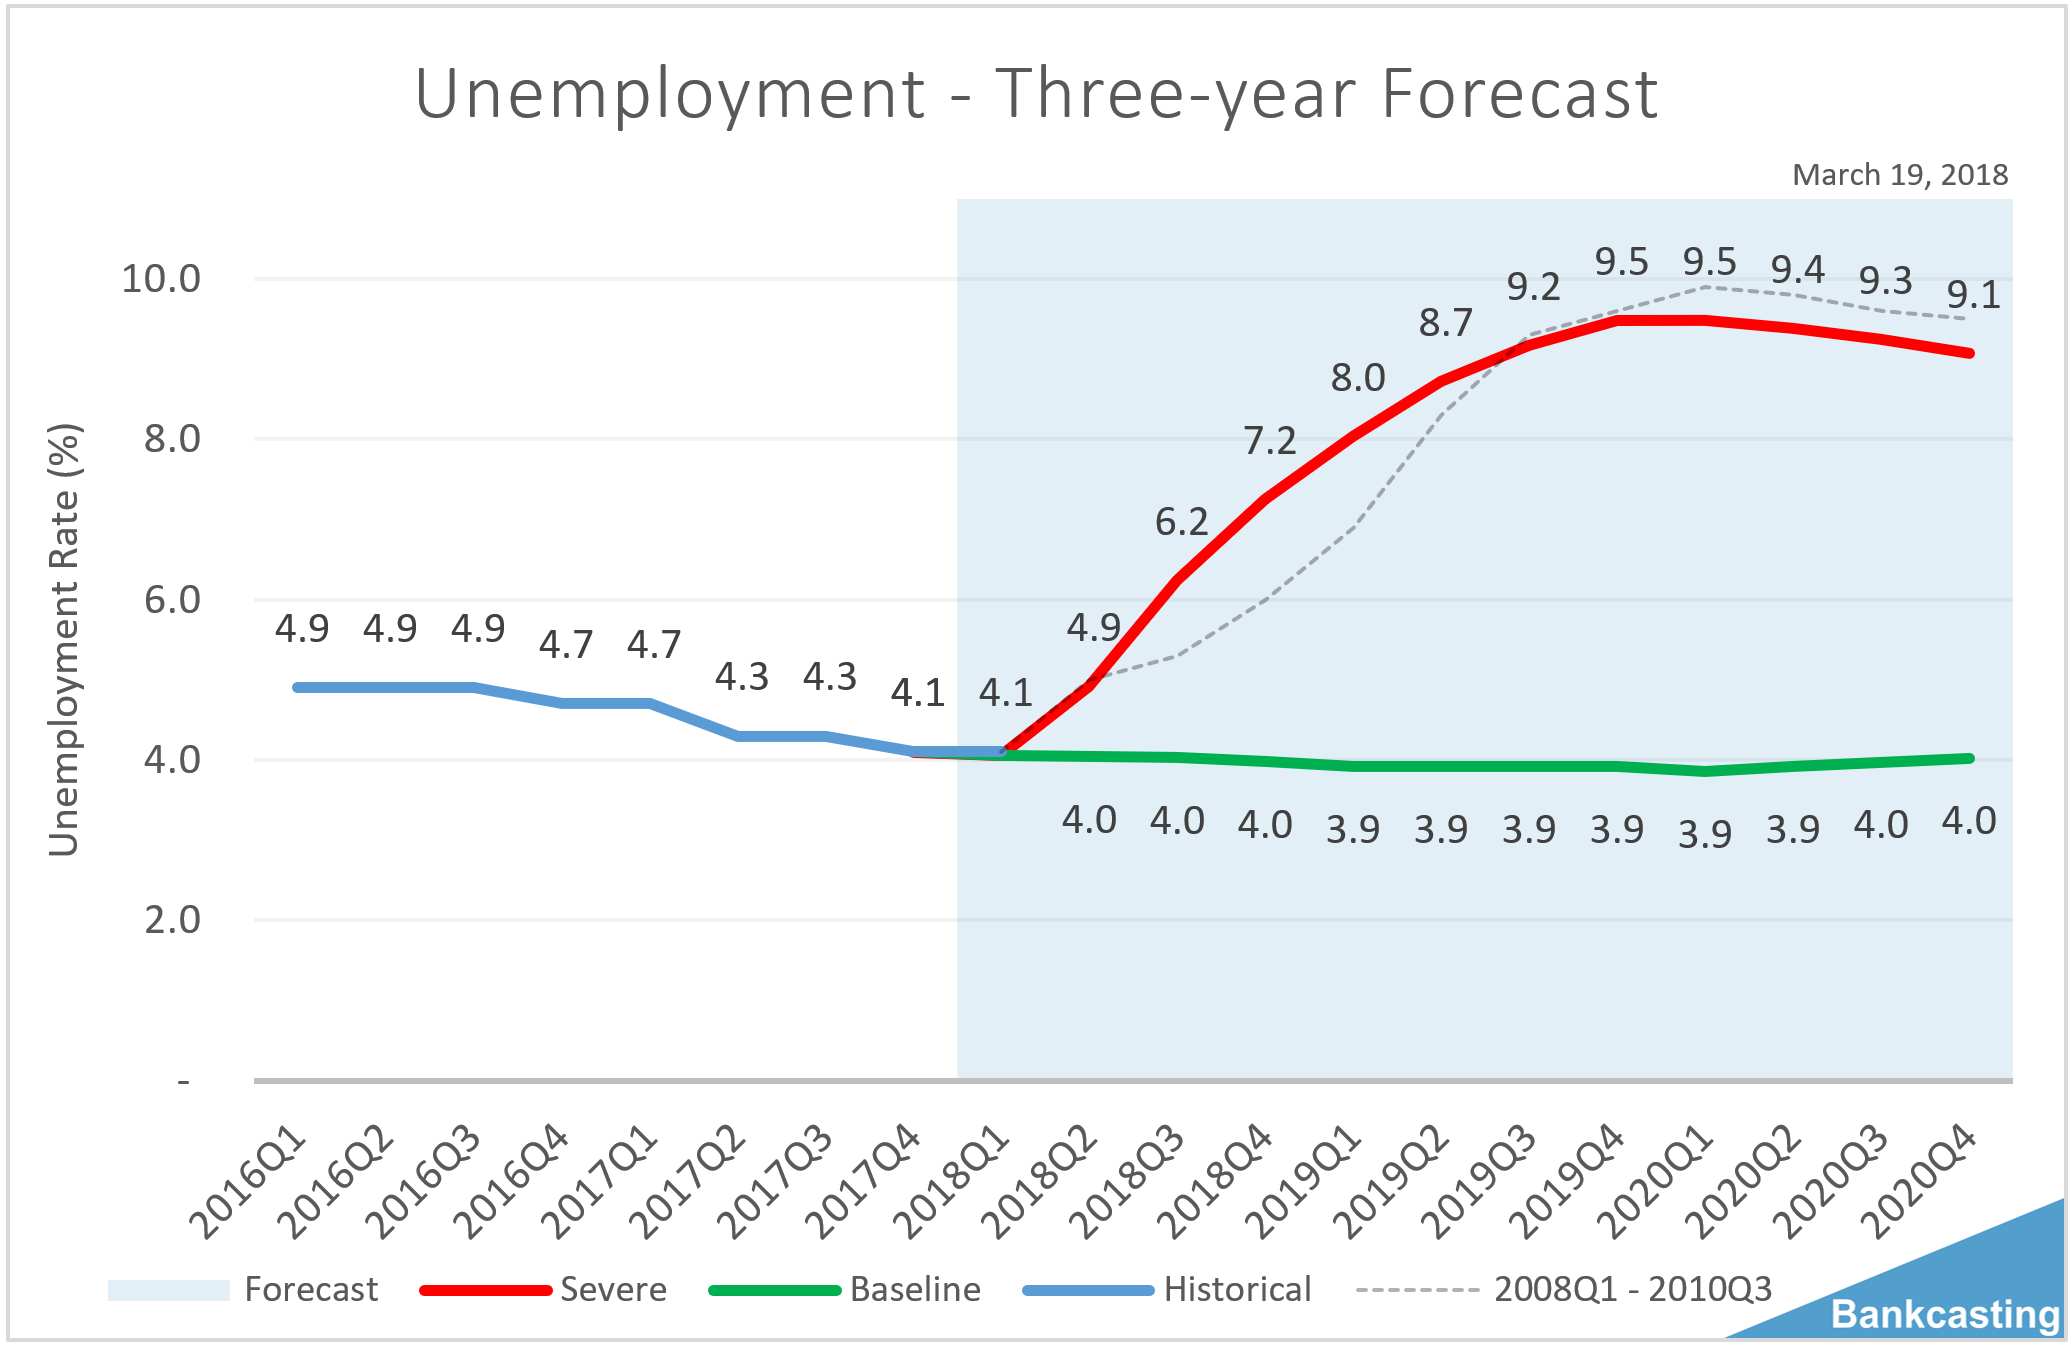 Unemployment - Three-year Forecast
March 19, 2018
Unemployment Rate (%)
10.0
8.0
6.0
4.0
2.0
-
4.9 4.9 4.9 4.7 4.7 4.3 4.3 4.1 4.1 4.9 6.2 7.2 8.0 8.7 9.2 9.5 9.5 9.4 9.3 9.1
4.0 4.0 4.0 3.9 3.9 3.9 3.9 3.9 3.9 4.0 4.0
2016Q1 2016Q2 2016Q3 2016Q4 2017Q1 2017Q2 2017Q3 2017Q4 2018Q1 2018Q2 2018Q3 2018Q4 2019Q1 2019Q2 2019Q3 2019Q4 2020Q1 2020Q2 2020Q3 2020Q4
Forecast Severe Baseline Historical 2008Q1 - 2010Q3
Bankcasting